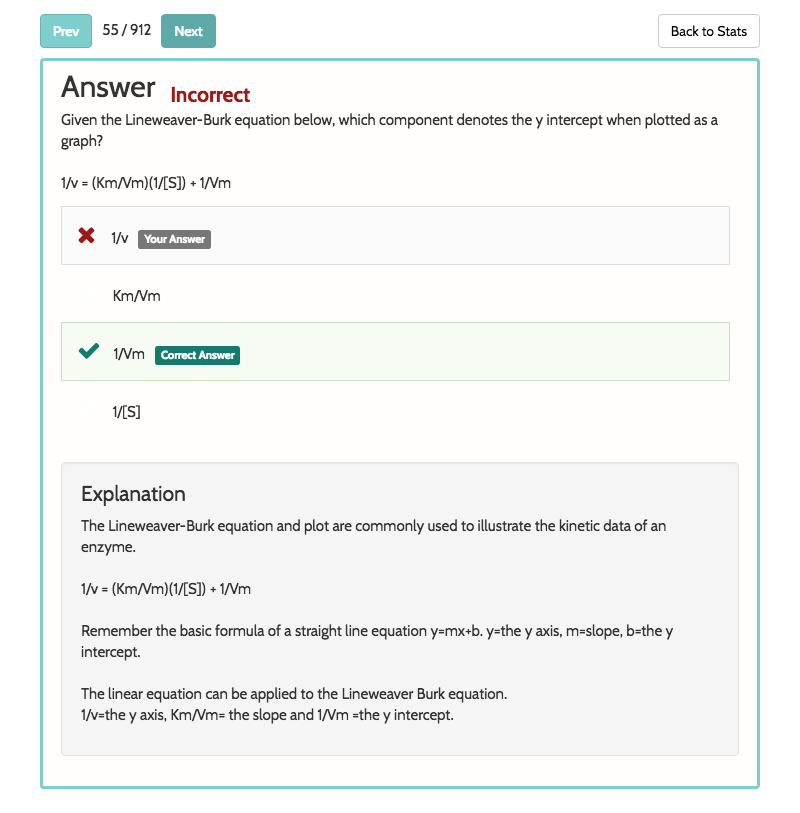 Prev 55 / 912 Next Back to Stats
Answer Incorrect
Given the Lineweaver-Burk equation below, which component denotes the y intercept when plotted as a
graph?
1/v = (Km/Vm)(1/[S]) + 1/Vm
1/v Your Answer
Km/Vm
1/Vm Correct Answer
1/[S]
Explanation
The Lineweaver-Burk equation and plot are commonly used to illustrate the kinetic data of an
enzyme.
1/v = (Km/Vm)(1/[S]) + 1/Vm
Remember the basic formula of a straight line equation y=mx+b. y=the y axis, m=slope, b=the y
intercept.
The linear equation can be applied to the Lineweaver Burk equation.
1/v=the y axis, Km/Vm= the slope and 1/Vm =the y intercept.